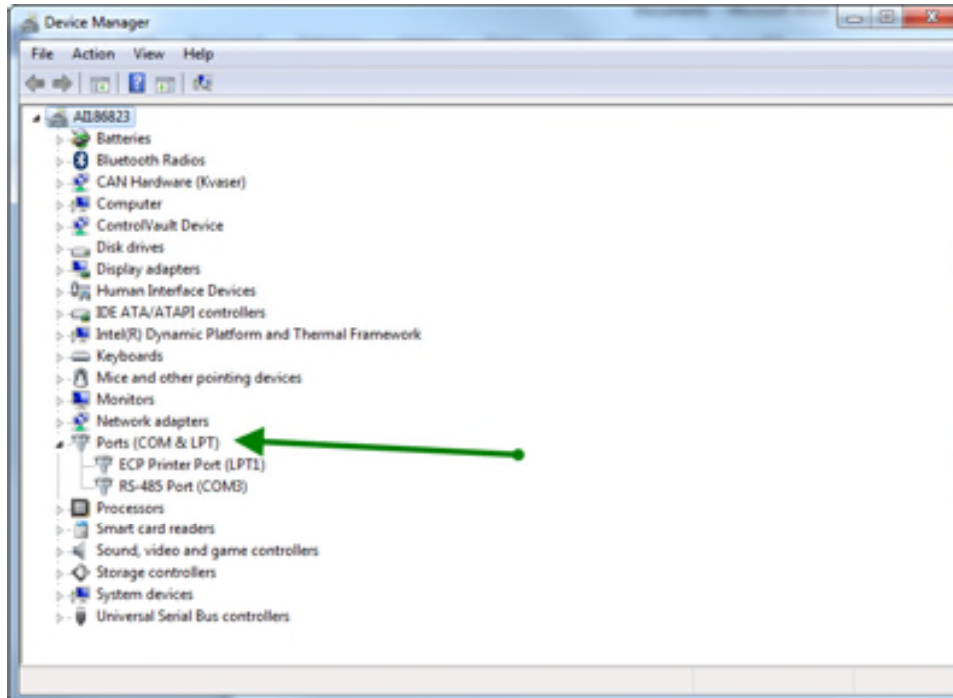 Device Manager
File Action View Help
AI186823
Batteries
Bluetooth Radios
CAN Hardware (Kvaser)
Computer
ControlVault Device
Disk drives
Display adapters
Human Interface Devices
IDE ATA/ATAPI controllers
Intel(R) Dynamic Platform and Thermal Framework
Keyboards
Mice and other pointing devices
Monitors
Network adapters
Ports (COM & LPT)
ECP Printer Port (LPT1)
RS-485 Port (COM3)
Processors
Smart card readers
Sound, video and game controllers
Storage controllers
System devices
Universal Serial Bus controllers